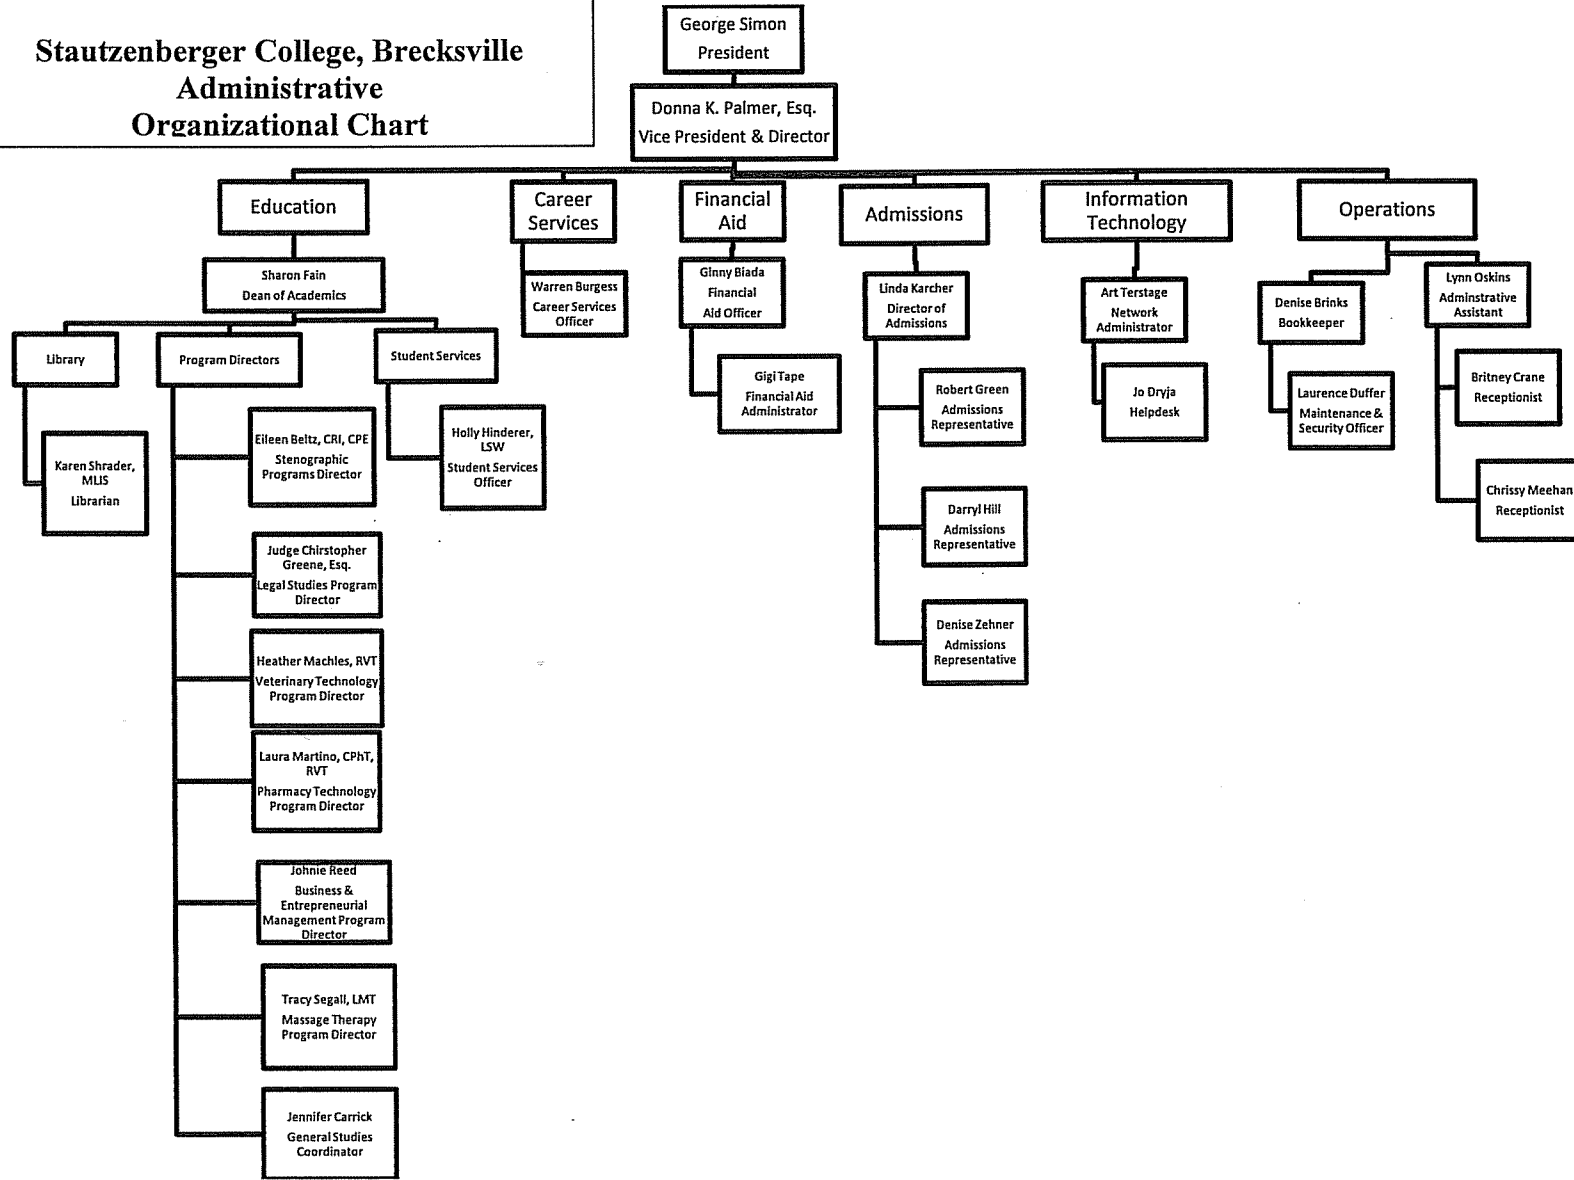 Stautzenberger College, Brecksville
Administrative
Organizational Chart
George Simon
President
Donna K. Palmer, Esq.
Vice President & Director
Education
Career
Services
Financial
Aid
Admissions
Information
Technology
Operations
Sharon Fain
Dean of Academics
Library
Karen Shrader,
MLIS
Librarian
Program Directors
Eileen Beltz, CRI, CPE
Stenographic
Programs Director
Judge Chirstopher
Greene, Esq.
Legal Studies Program
Director
Heather Machles, RVT
Veterinary Technology
Program Director
Laura Martino, CPhT,
RVT
Pharmacy Technology
Program Director
Johnie Reed
Business &
Entrepreneurial
Management Program
Director
Tracy Segall, LMT
Massage Therapy
Program Director
Jennifer Carrick
General Studies
Coordinator
Student Services
Holly Hinderer,
LSW
Student Services
Officer
Warren Burgess
Career Services
Officer
Ginny Biada
Financial
Aid Officer
Gigi Tape
Financial Aid
Administrator
Linda Karcher
Director of
Admissions
Robert Green
Admissions
Representative
Darryl Hill
Admissions
Representative
Denise Zehner
Admissions
Representative
Art Terstage
Network
Administrator
Jo Dryja
Helpdesk
Denise Brinks
Bookkeeper
Laurence Duffer
Maintenance &
Security Officer
Lynn Oskins
Adminstrative
Assistant
Britney Crane
Receptionist
Chrissy Meehan
Receptionist